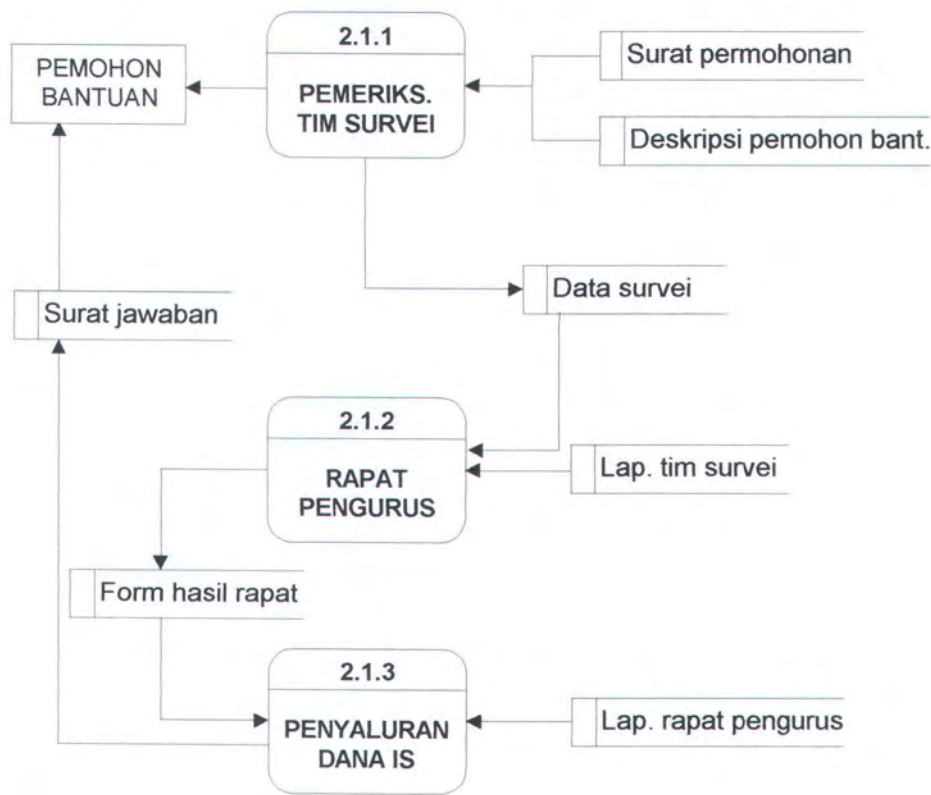 2.1.1
PEMERIKS.
TIM SURVEI
PEMOHON
BANTUAN
Surat permohonan
Deskripsi pemohon bant.
Data survei
Surat jawaban
2.1.2
RAPAT
PENGURUS
Lap. tim survei
Form hasil rapat
2.1.3
PENYALURAN
DANA IS
Lap. rapat pengurus